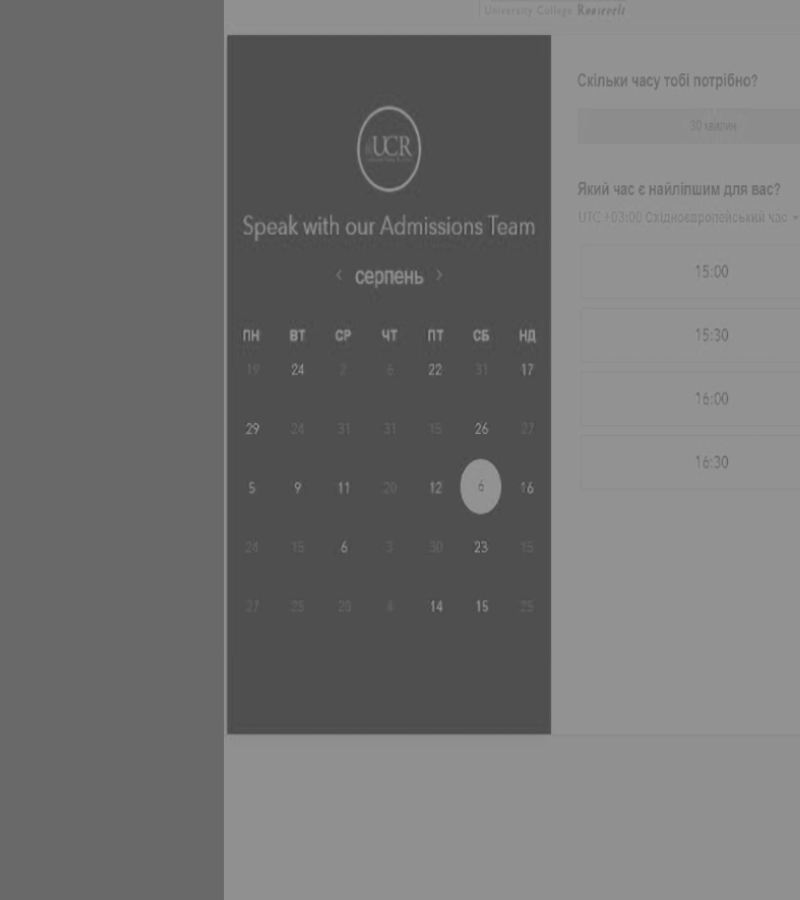 University College Roosevelt
UCR
Speak with our Admissions Team
‹ серпень ›
ПН ВТ СР ЧТ ПТ СБ НД
19 24 2 6 22 31 17
29 24 31 31 15 26 27
5 9 11 20 12 6 16
24 15 6 3 30 23 15
27 28 4 14 15 25
Скільки часу тобі потрібно?
30 хвилин
Який час є найліпшим для вас?
UTC +03:00 Східноєвропейський час
15:00
15:30
16:00
16:30